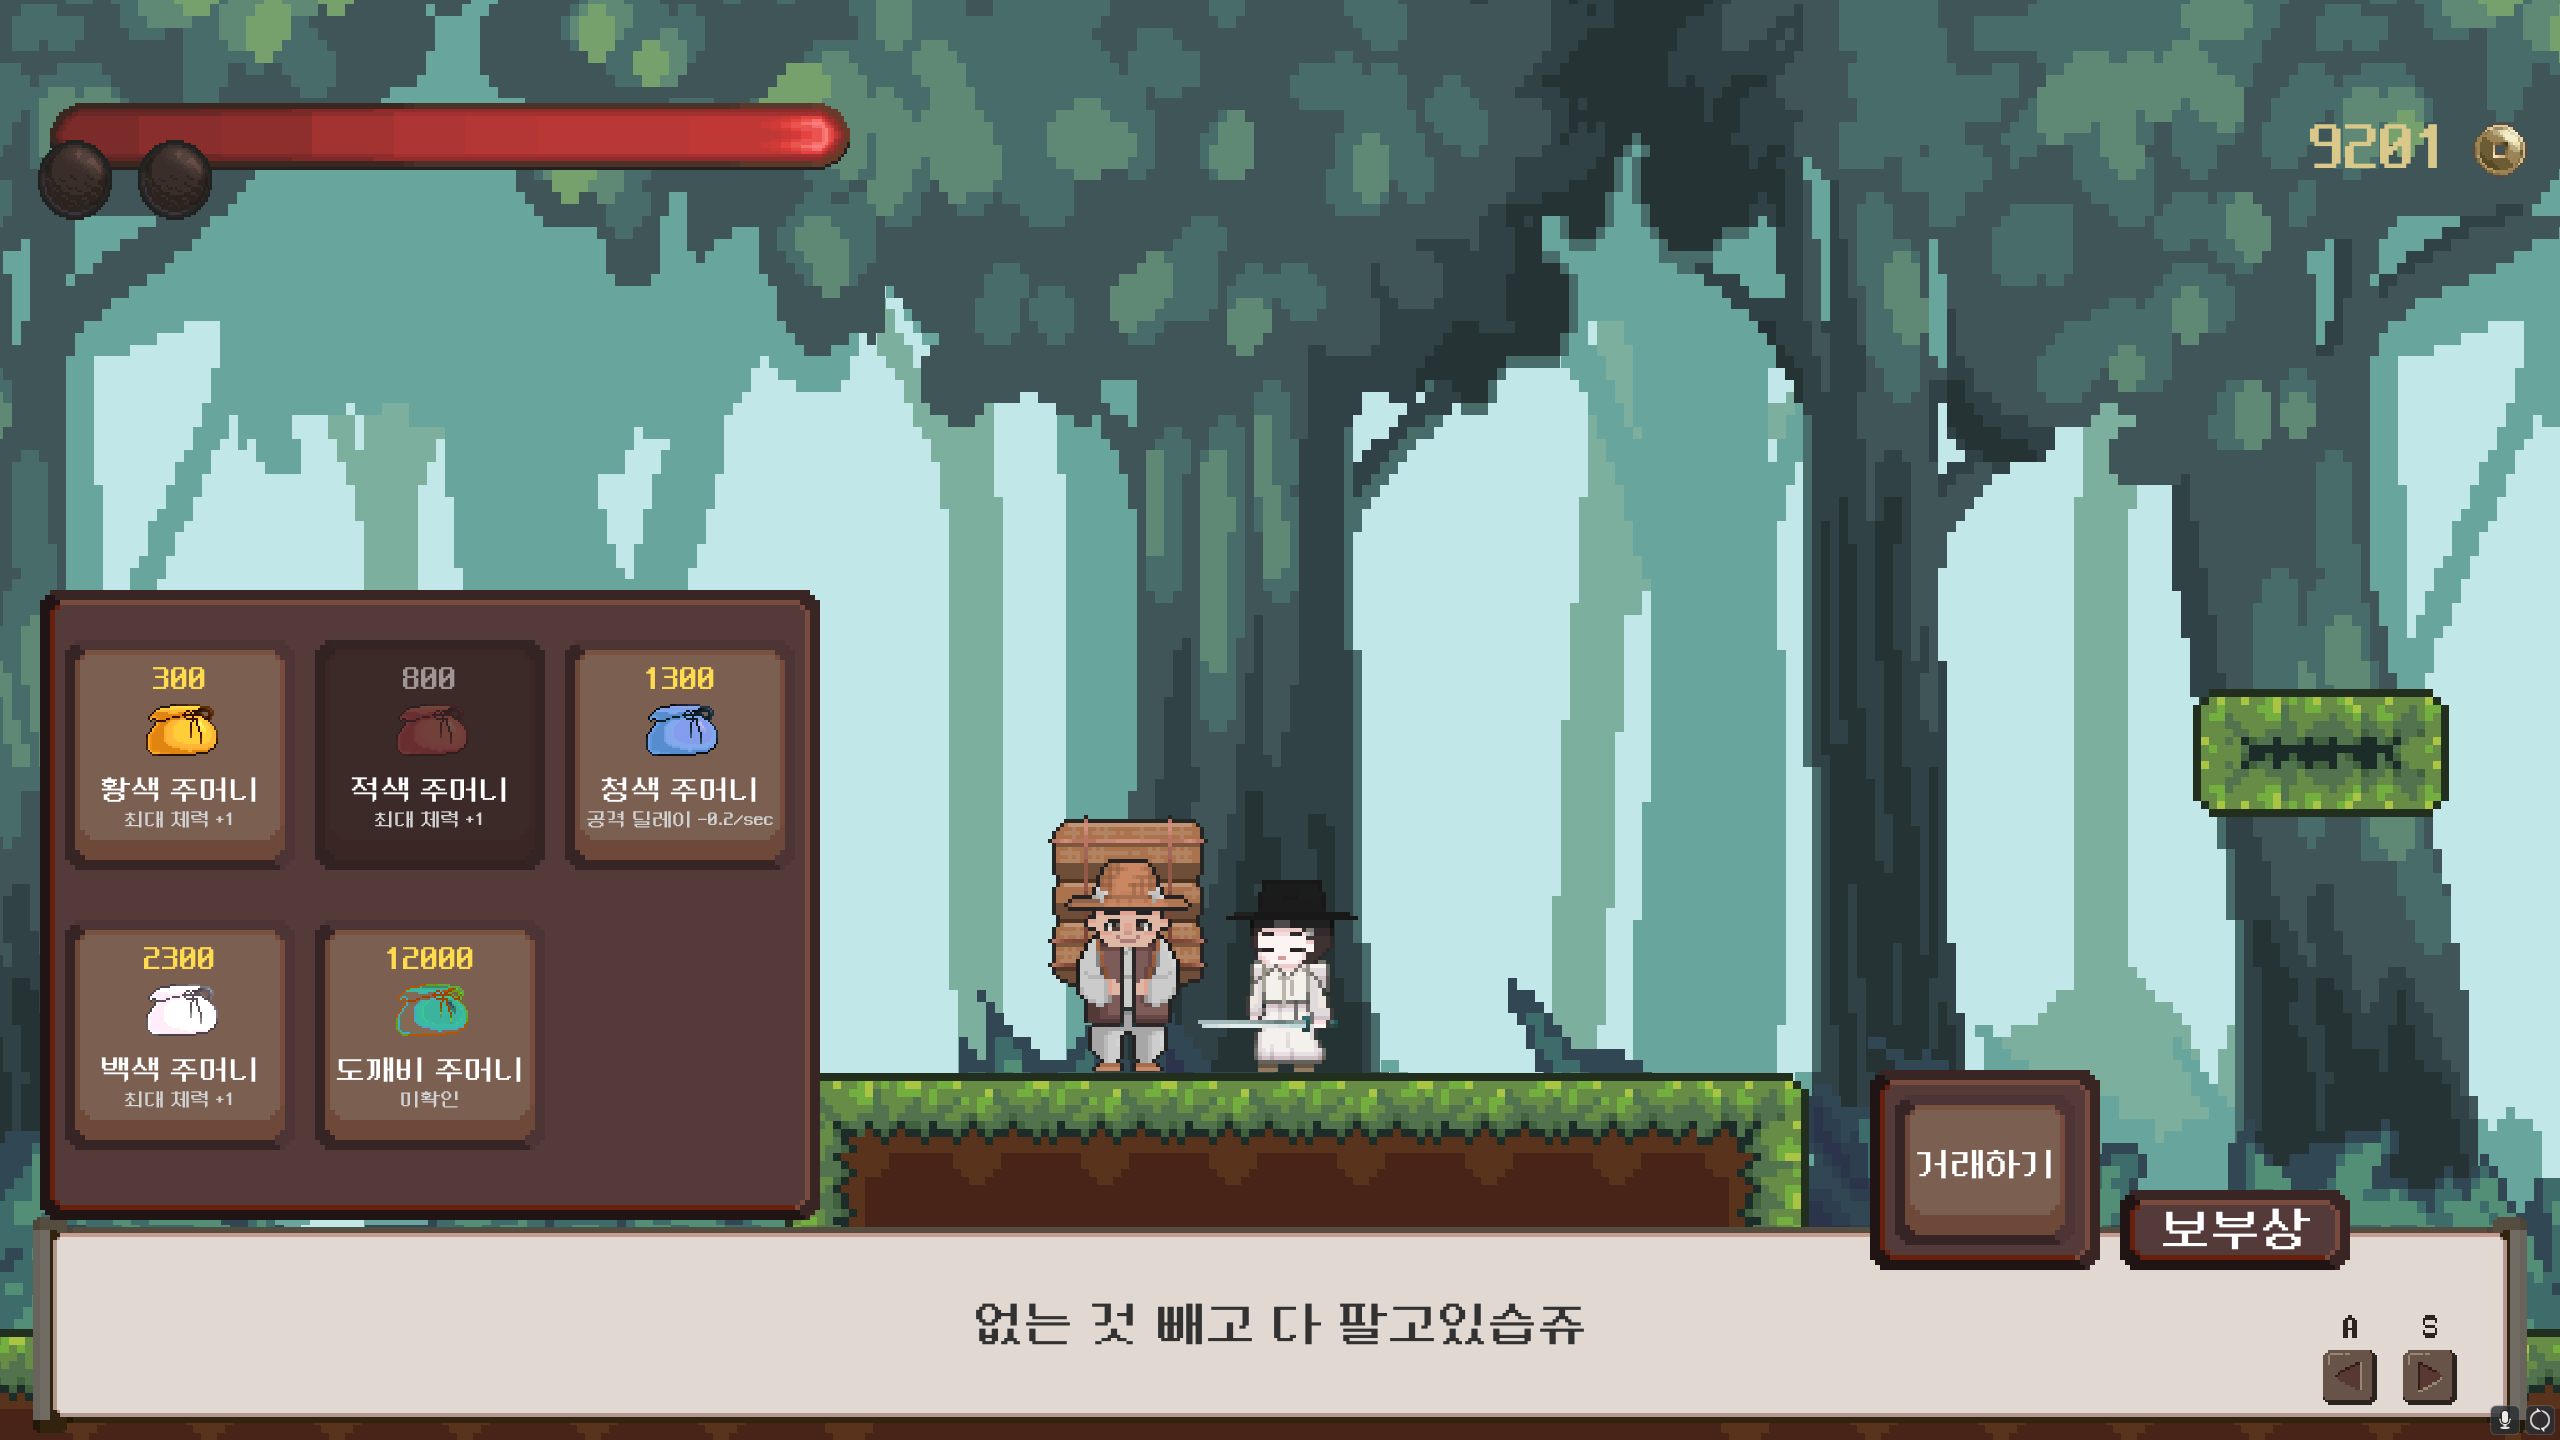 9201
300
황색 주머니
최대 체력 +1
800
적색 주머니
최대 체력 +1
1300
청색 주머니
공격 딜레이 -0.2/sec
2300
백색 주머니
최대 체력 +1
12000
도깨비 주머니
미확인
거래하기
보부상
없는 것 빼고 다 팔고있습쥬
A S